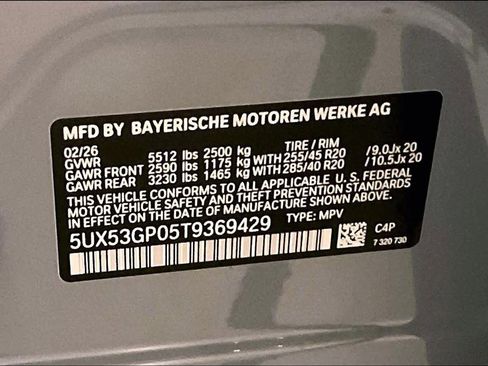 MFD BY BAYERISCHE MOTOREN WERKE AG
02/26 TIRE / RIM
GVWR 5512 lbs 2500 kg
GAWR FRONT 2590 lbs 1175 kg WITH 255/45 R20 / 9.0Jx 20
GAWR REAR 3230 lbs 1465 kg WITH 285/40 R20 / 10.5Jx 20
THIS VEHICLE CONFORMS TO ALL APPLICABLE U.S. FEDERAL
MOTOR VEHICLE SAFETY AND THEFT PREVENTION STANDARDS
IN EFFECT ON THE DATE OF MANUFACTURE SHOWN ABOVE.
5UX53GP05T9369429 TYPE: MPV
C4P
7 320 730